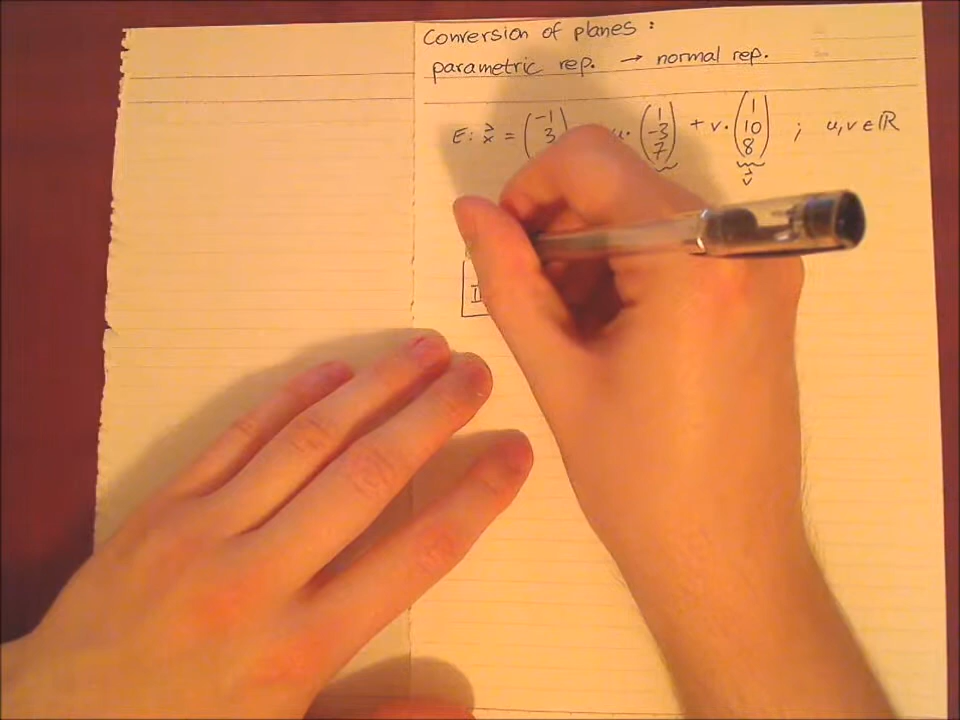 Conversion of planes :
parametric rep. → normal rep.
E: x⃗ = (-1 3 u· (1 -3 7) + v· (1 10 8) ; u,v ∈ ℝ
v⃗